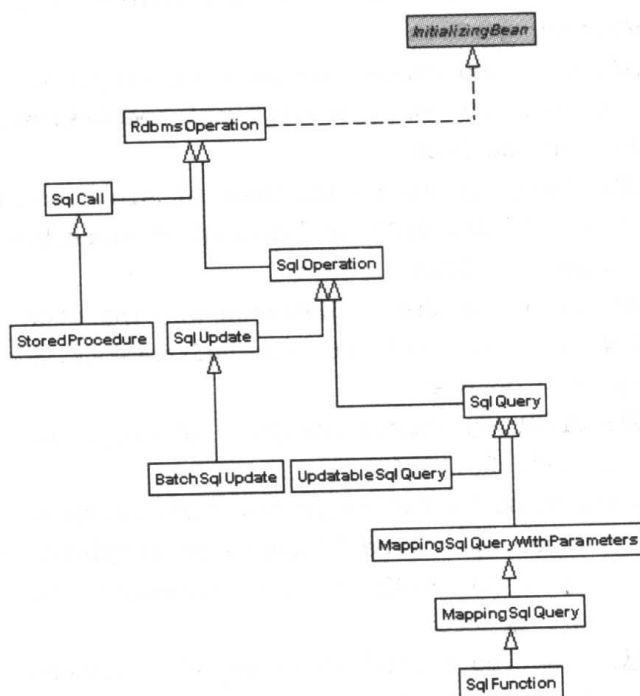 InitializingBean
RdbmsOperation
SqlCall
SqlOperation
StoredProcedure
SqlUpdate
SqlQuery
BatchSqlUpdate
UpdatableSqlQuery
MappingSqlQueryWithParameters
MappingSqlQuery
SqlFunction